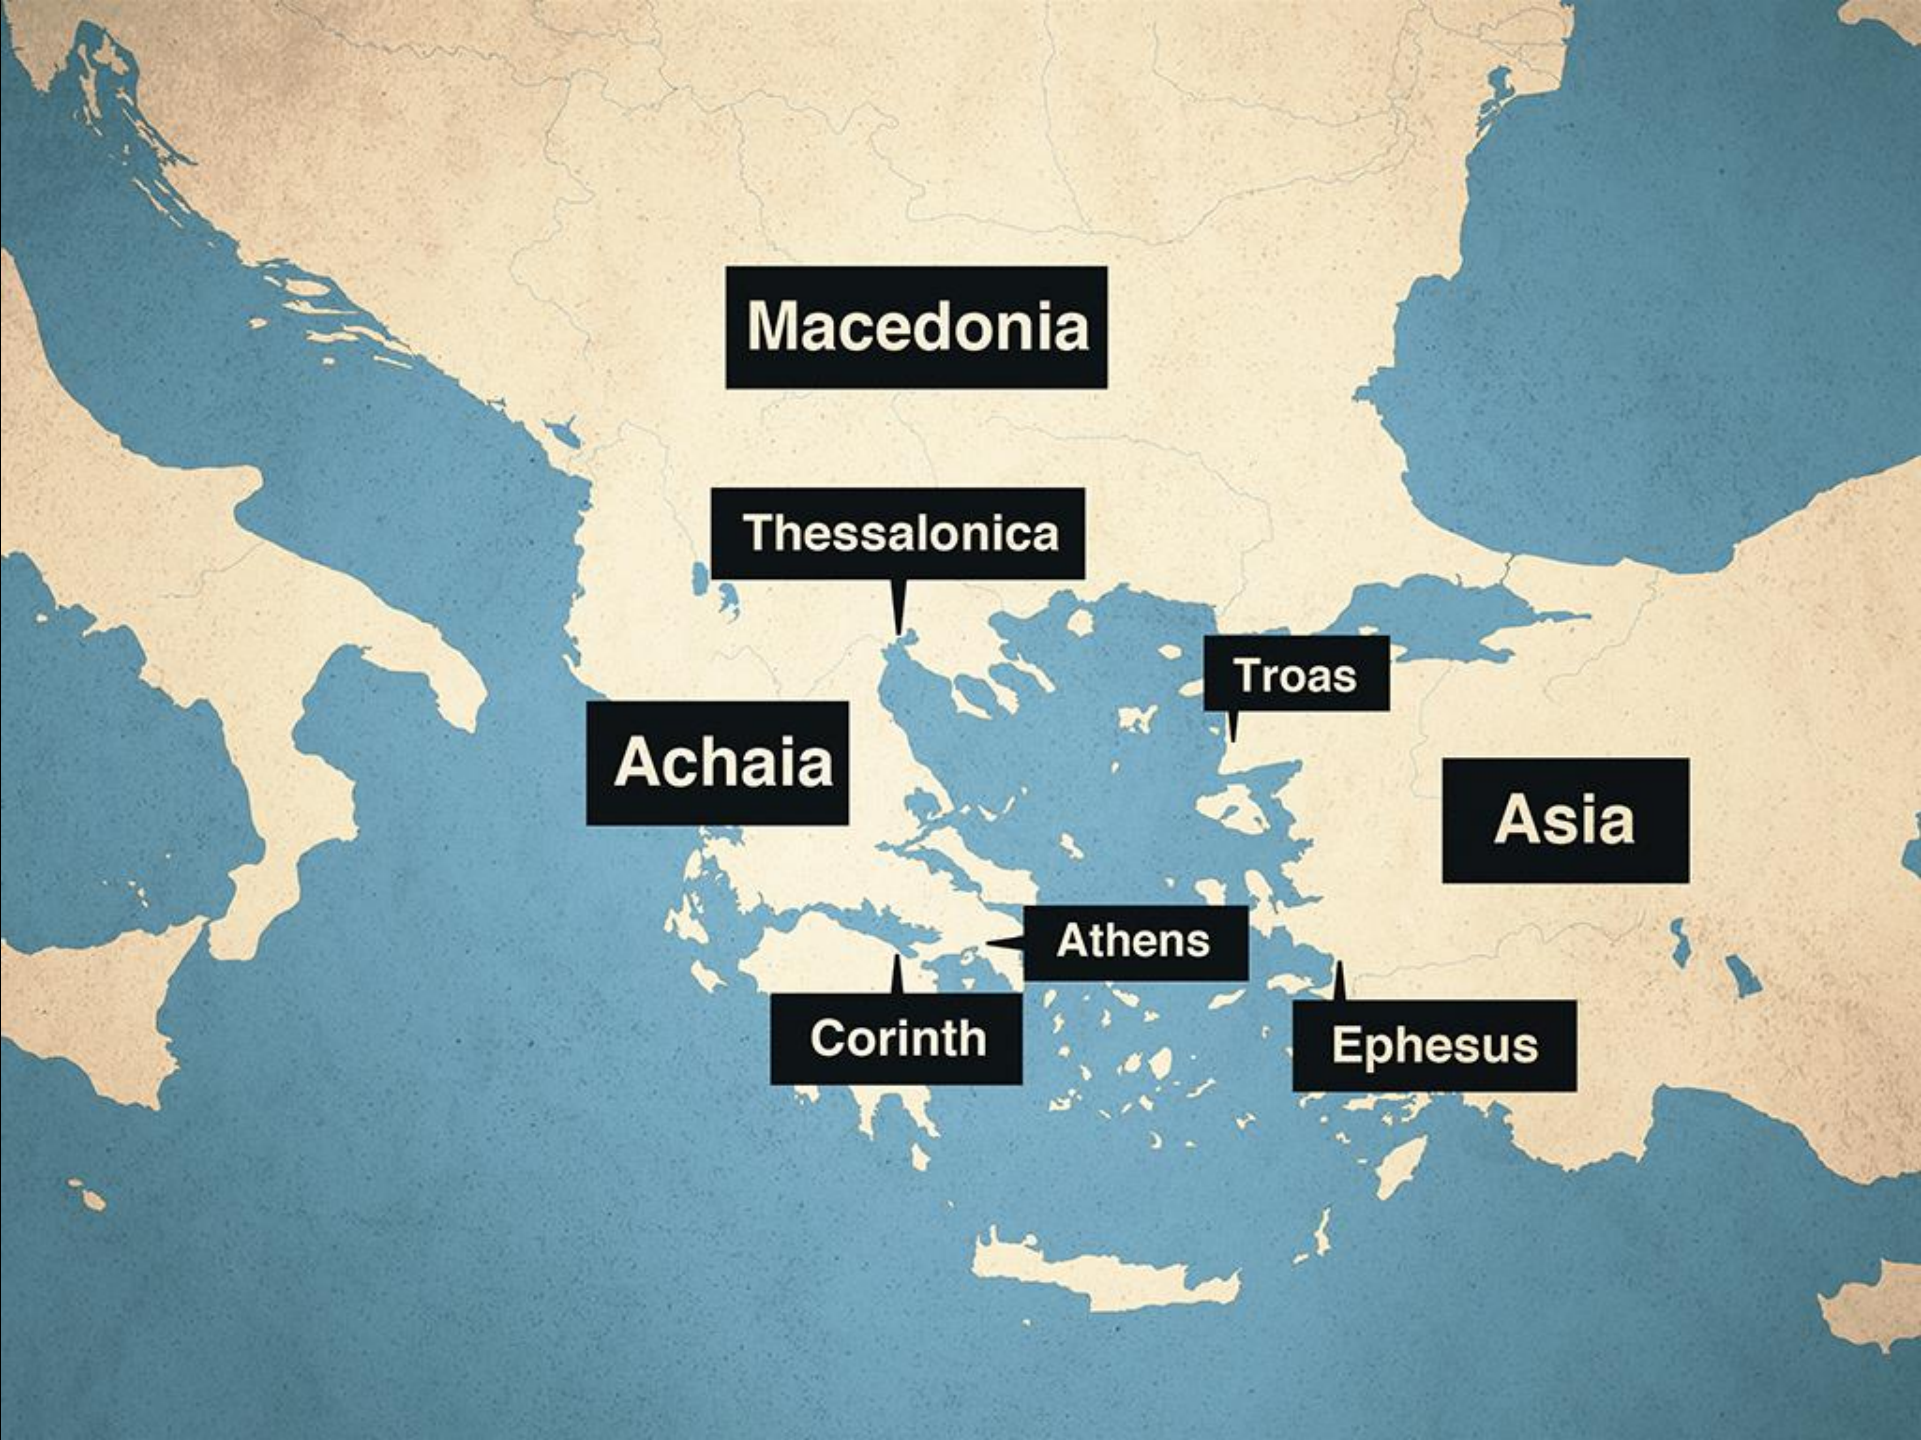 Macedonia
Thessalonica
Troas
Achaia
Asia
Athens
Corinth
Ephesus